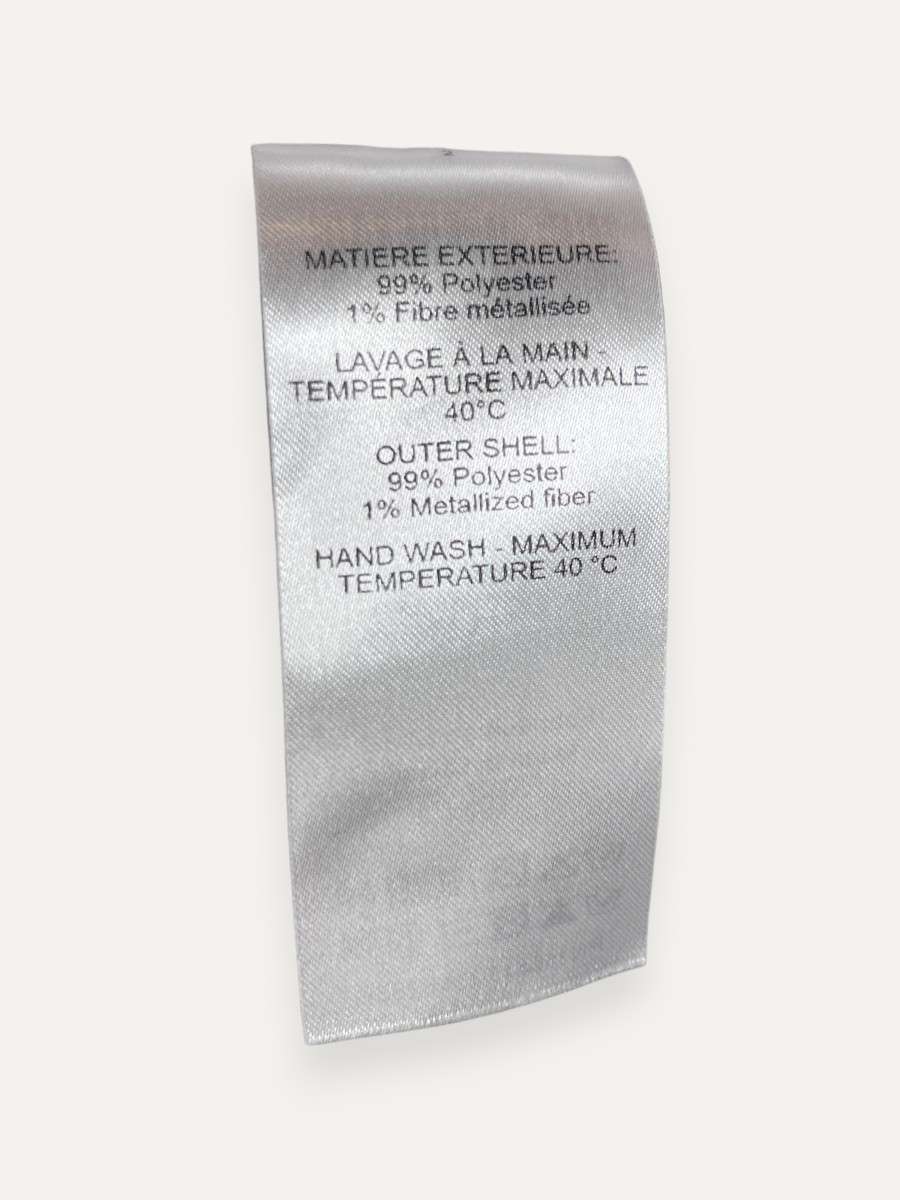 MATIERE EXTERIEURE:
99% Polyester
1% Fibre métallisée
LAVAGE À LA MAIN -
TEMPÉRATURE MAXIMALE
40°C
OUTER SHELL:
99% Polyester
1% Metallized fiber
HAND WASH - MAXIMUM
TEMPERATURE 40 °C